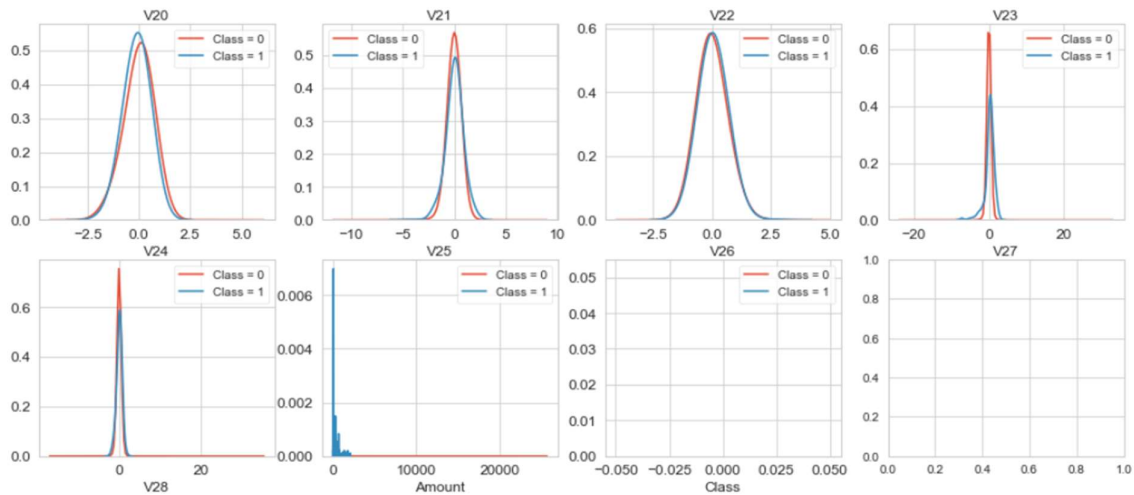 V20 V21 V22 V23
Class = 0 Class = 0 Class = 0 Class = 0
Class = 1 Class = 1 Class = 1 Class = 1
0.5 0.5 0.6 0.6
0.4 0.4 0.4 0.4
0.3 0.3
0.2 0.2 0.2 0.2
0.1 0.1
0.0 0.0 0.0 0.0
−2.5 0.0 2.5 5.0 −10 −5 0 5 10 −2.5 0.0 2.5 5.0 −20 0 20
V24 V25 V26 V27
Class = 0 Class = 0 Class = 0
Class = 1 Class = 1 Class = 1
0.6 0.4 0.2 0.0
0.006 0.004 0.002 0.000
0.05 0.04 0.03 0.02 0.01 0.00
1.0 0.8 0.6 0.4 0.2 0.0
0 20 0 10000 20000 −0.050 −0.025 0.000 0.025 0.050 0.0 0.2 0.4 0.6 0.8 1.0
V28 Amount Class